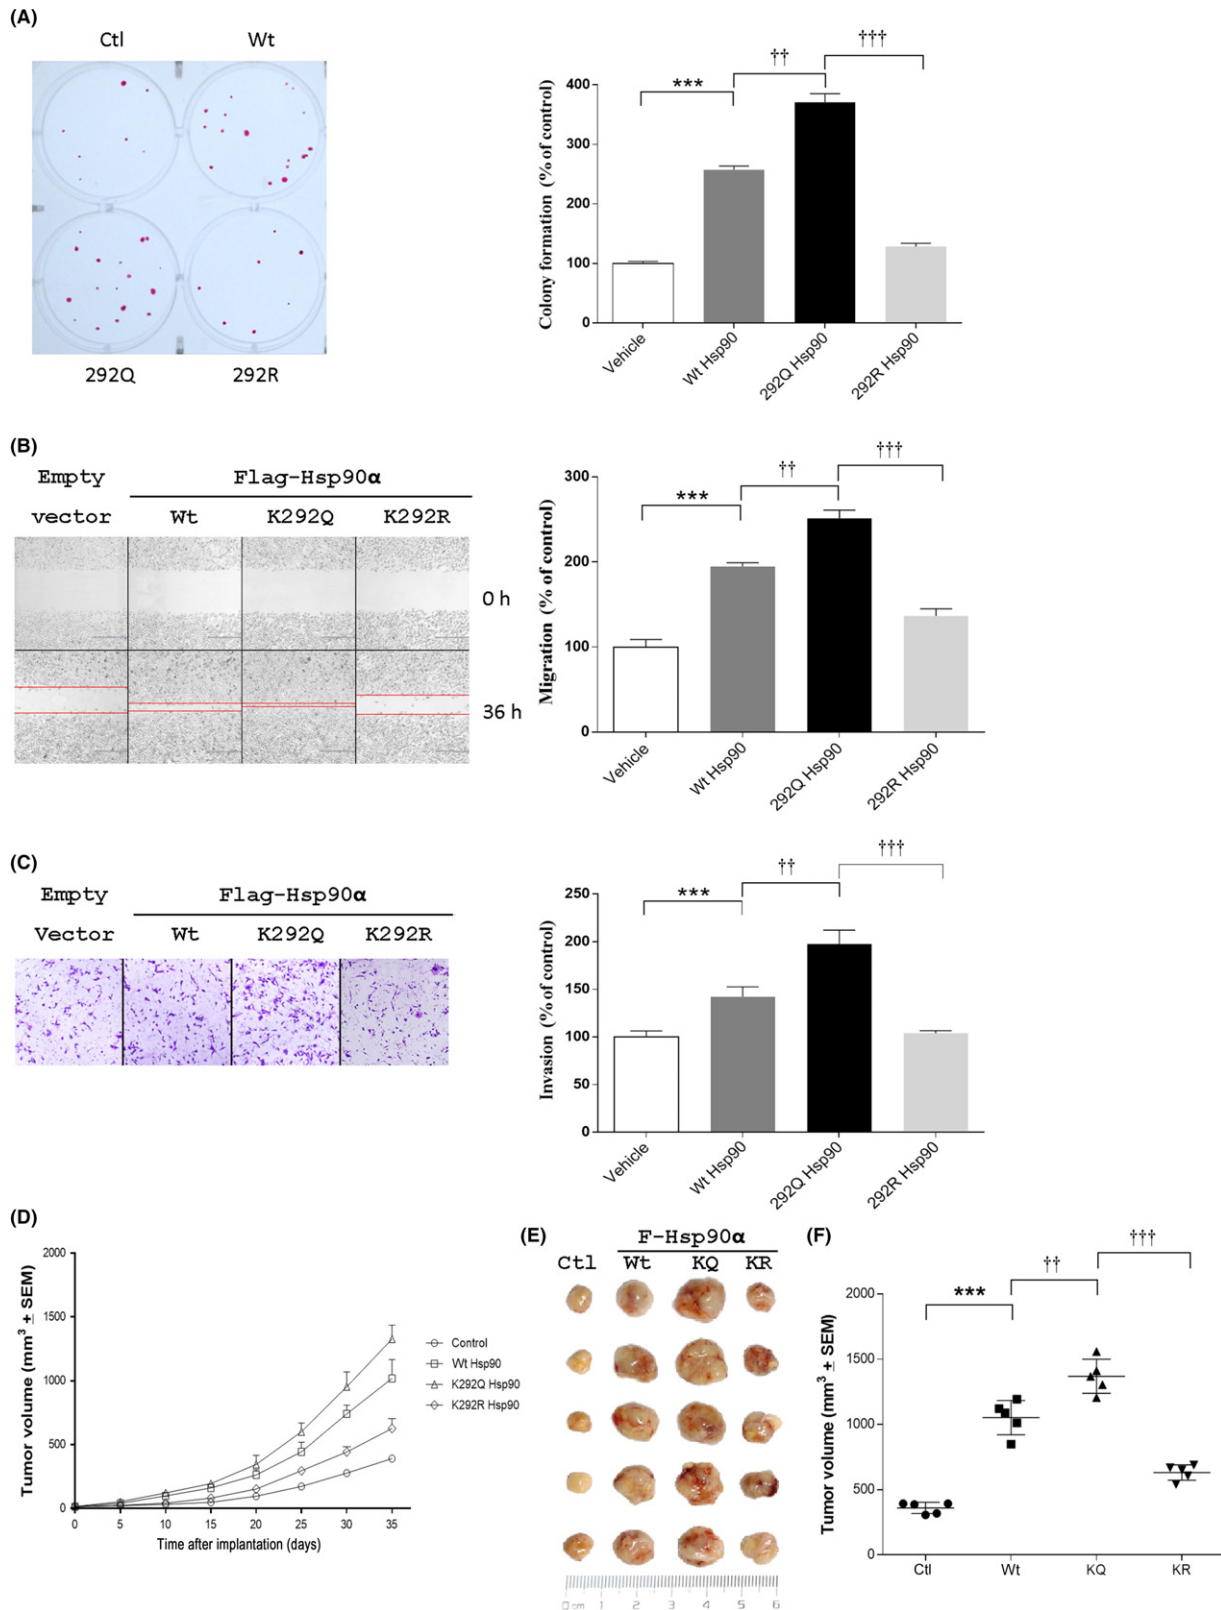 (A)
Ctl Wt
292Q 292R
††† 
††
***
Colony formation (% of control)
400
300
200
100
0
Vehicle
Wt Hsp90
292Q Hsp90
292R Hsp90
(B)
Empty Flag-Hsp90α
vector Wt K292Q K292R
0 h
36 h
†††
††
***
Migration (% of control)
300
200
100
0
Vehicle
Wt Hsp90
292Q Hsp90
292R Hsp90
(C)
Empty Flag-Hsp90α
Vector Wt K292Q K292R
†††
††
***
Invasion (% of control)
250
200
150
100
50
0
Vehicle
Wt Hsp90
292Q Hsp90
292R Hsp90
(D)
Tumor volume (mm³ ± SEM)
2000
1500
1000
500
0
0 5 10 15 20 25 30 35
Time after implantation (days)
Control
Wt Hsp90
K292Q Hsp90
K292R Hsp90
(E)
F-Hsp90α
Ctl Wt KQ KR
0 cm 1 2 3 4 5 6
(F)
†††
††
***
Tumor volume (mm³ ± SEM)
2000
1500
1000
500
0
Ctl Wt KQ KR